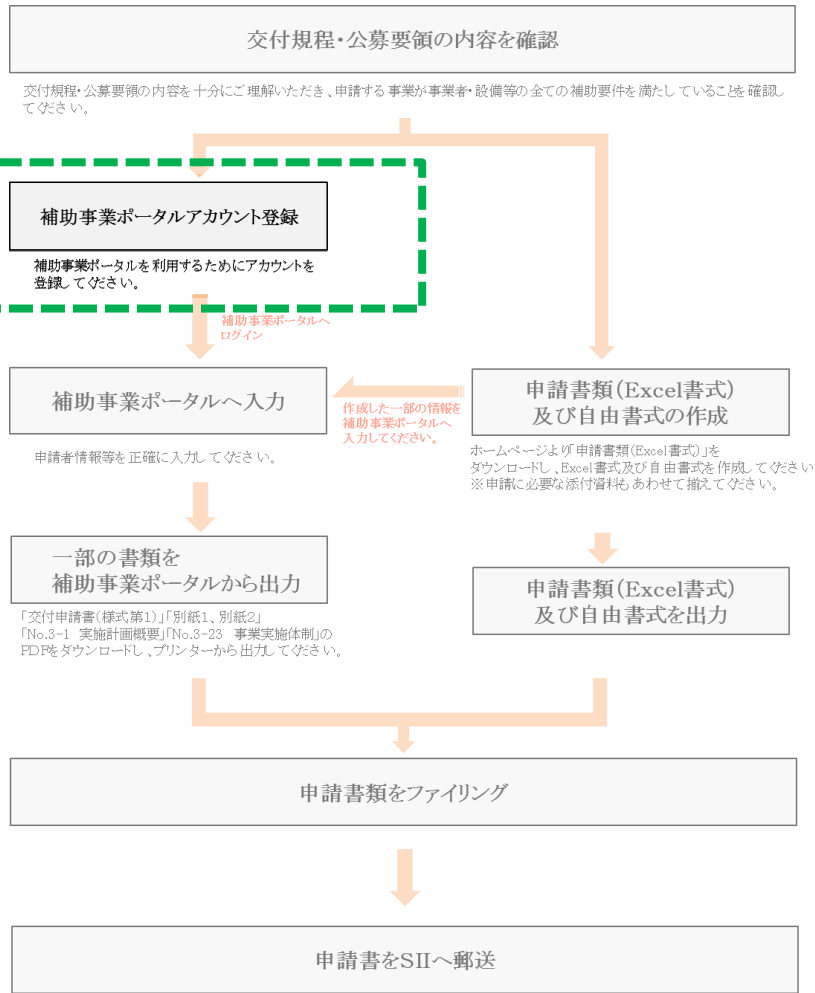 交付規程・公募要領の内容を確認
交付規程・公募要領の内容を十分にご理解いただき、申請する事業が事業者・設備等の全ての補助要件を満たしていることを確認し
てください。
補助事業ポータルアカウント登録
補助事業ポータルを利用するためにアカウントを
登録してください。
補助事業ポータルへ
ログイン
補助事業ポータルへ入力
申請者情報等を正確に入力してください。
作成した一部の情報を
補助事業ポータルへ
入力してください。
申請書類(Excel書式)
及び自由書式の作成
ホームページより「申請書類(Excel書式)」を
ダウンロードし、Excel書式及び自由書式を作成してください
※申請に必要な添付資料もあわせて揃えてください。
一部の書類を
補助事業ポータルから出力
「交付申請書(様式第1)」「別紙1、別紙2」
「No.3-1 実施計画概要」「No.3-23 事業実施体制」の
PDFをダウンロードし、プリンターから出力してください。
申請書類(Excel書式)
及び自由書式を出力
申請書類をファイリング
申請書をSIIへ郵送